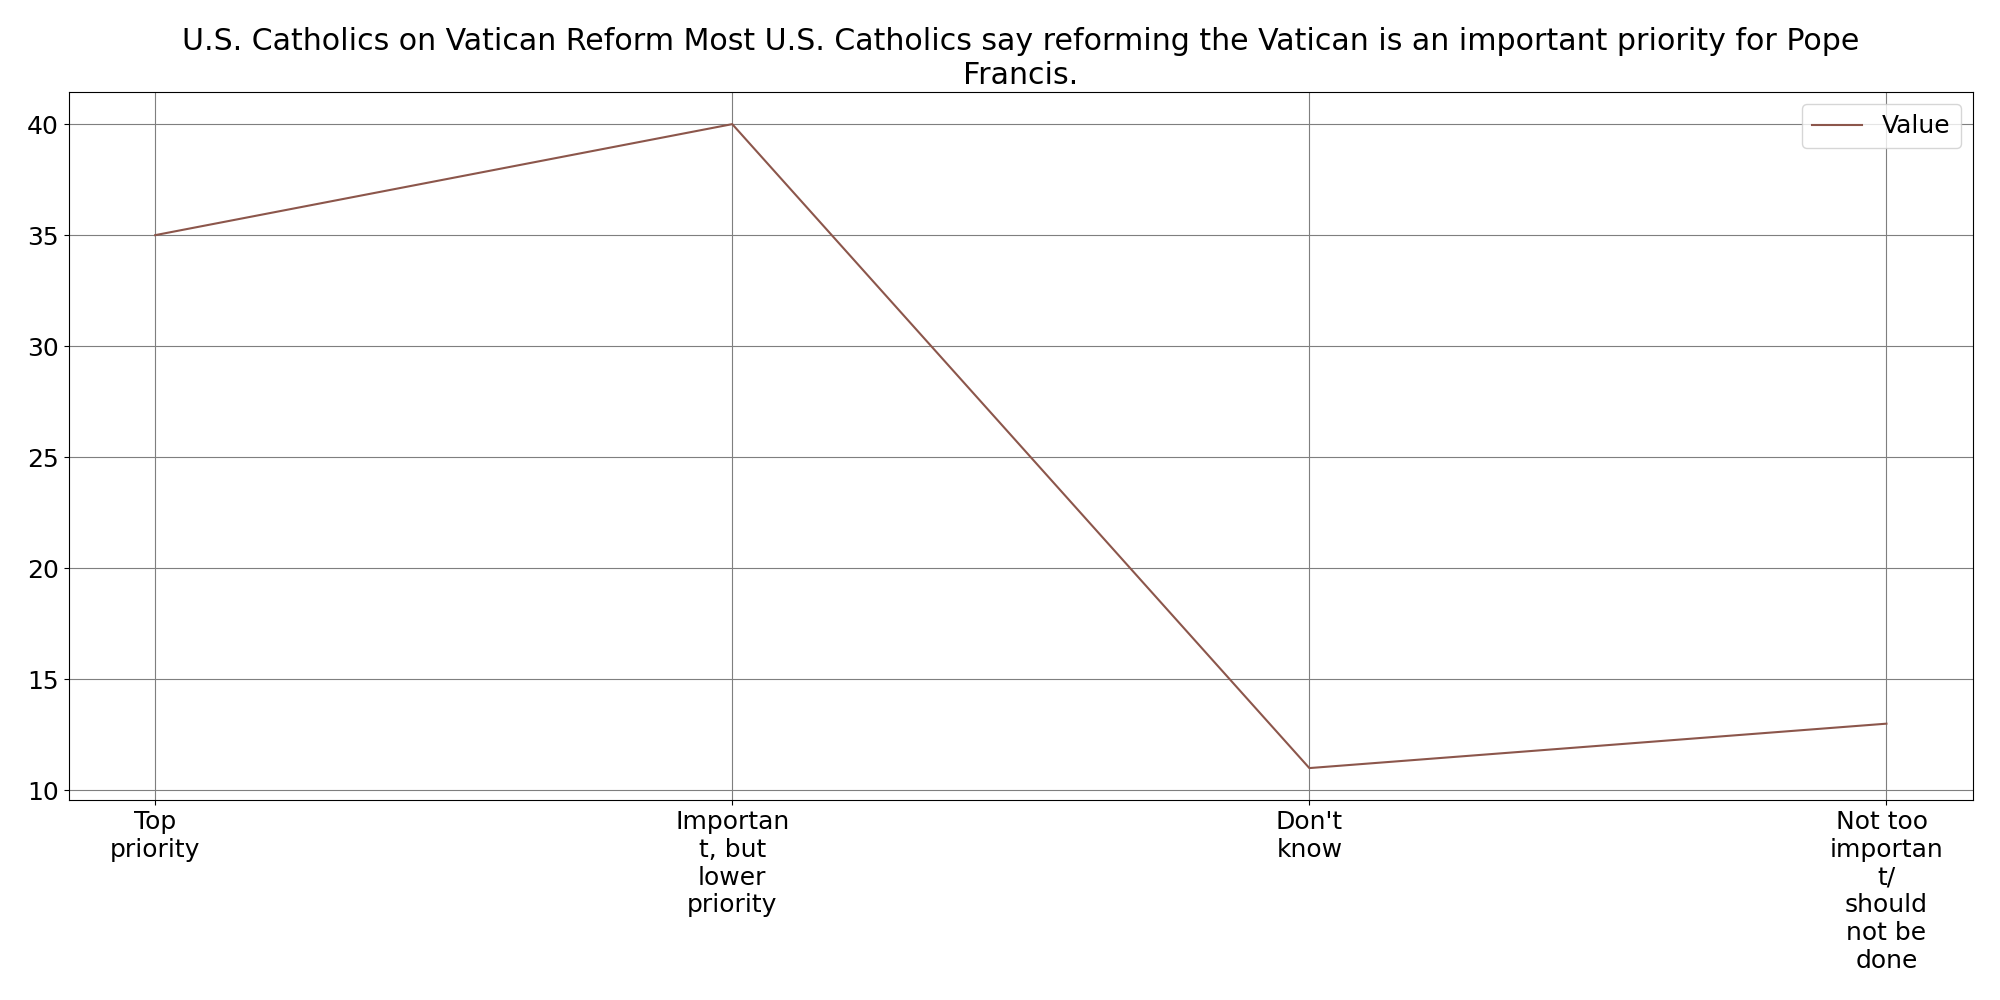 U.S. Catholics on Vatican Reform Most U.S. Catholics say reforming the Vatican is an important priority for Pope
Francis.
Value
40
35
30
25
20
15
10
Top
priority
Importan
t, but
lower
priority
Don't
know
Not too
importan
t/
should
not be
done